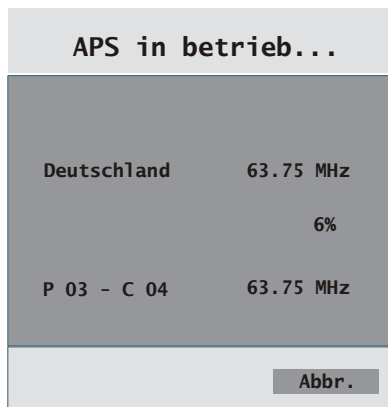 APS in betrieb...
Deutschland 63.75 MHz
6%
P 03 - C 04 63.75 MHz
Abbr.